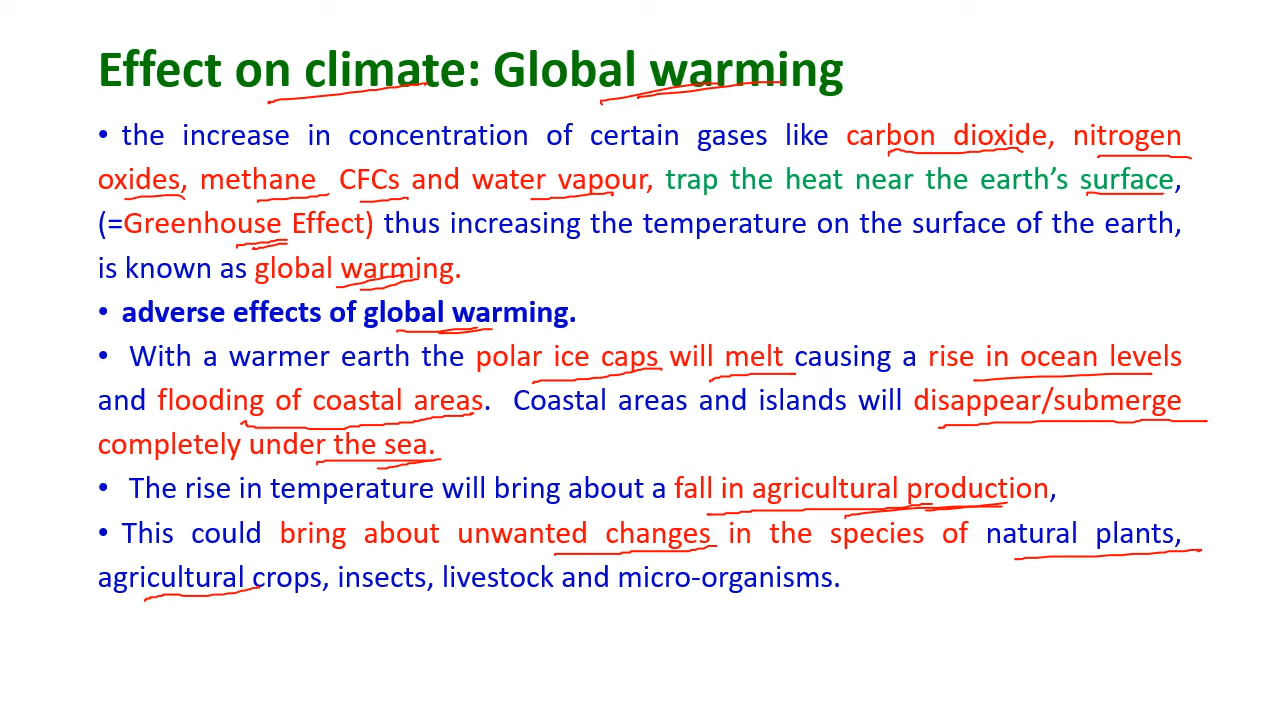 Effect on climate: Global warming
• the increase in concentration of certain gases like carbon dioxide, nitrogen
oxides, methane CFCs and water vapour, trap the heat near the earth's surface,
(=Greenhouse Effect) thus increasing the temperature on the surface of the earth,
is known as global warming.
• adverse effects of global warming.
• With a warmer earth the polar ice caps will melt causing a rise in ocean levels
and flooding of coastal areas. Coastal areas and islands will disappear/submerge
completely under the sea.
• The rise in temperature will bring about a fall in agricultural production,
• This could bring about unwanted changes in the species of natural plants,
agricultural crops, insects, livestock and micro-organisms.